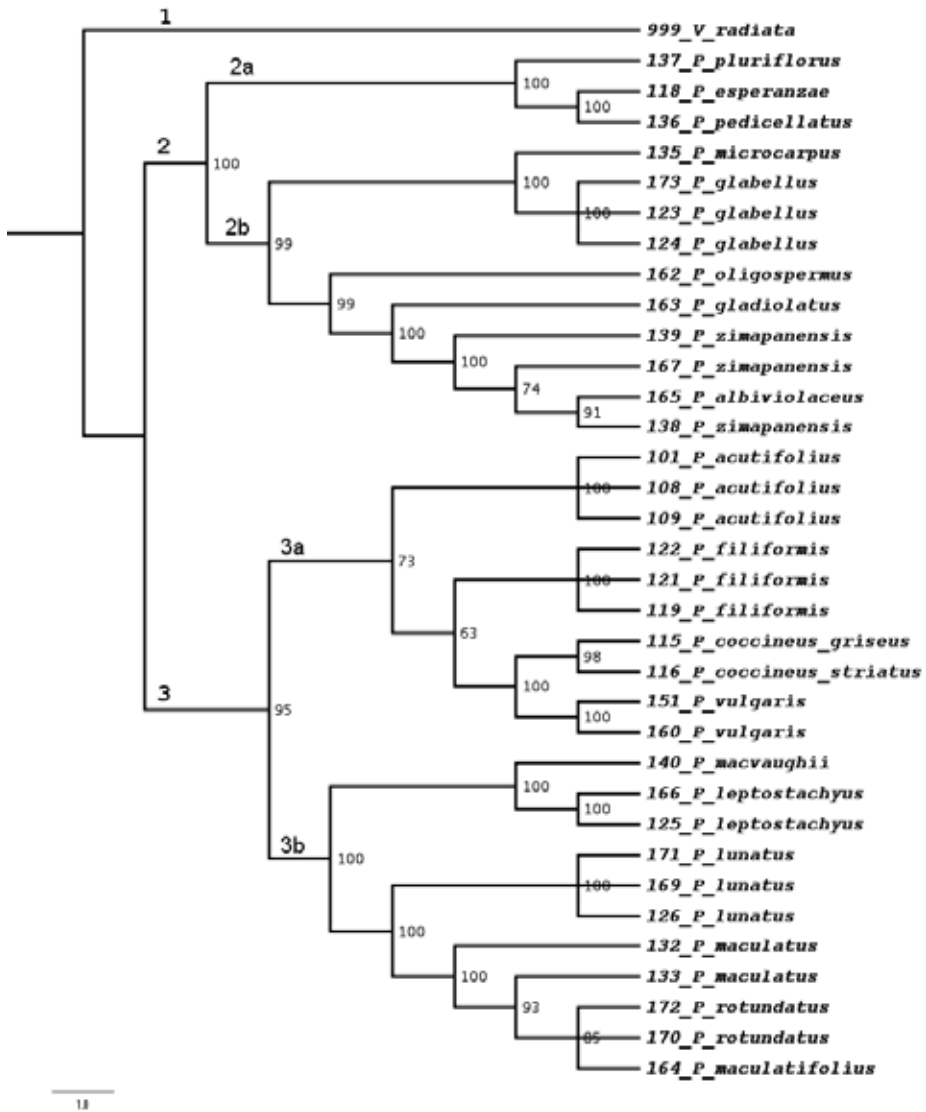 1
999_V_radiata
137_P_pluriflorus
2a
100
118_P_esperanzae
100
136_P_pedicellatus
2
100
135_P_microcarpus
100
173_P_glabellus
100
123_P_glabellus
2b
99
124_P_glabellus
162_P_oligospermus
99
163_P_gladiolatus
100
139_P_zimapanensis
100
167_P_zimapanensis
74
165_P_albiviolaceus
91
138_P_zimapanensis
101_P_acutifolius
100
108_P_acutifolius
109_P_acutifolius
3a
73
122_P_filiformis
100
121_P_filiformis
119_P_filiformis
63
115_P_coccineus_griseus
98
116_P_coccineus_striatus
100
151_P_vulgaris
100
160_P_vulgaris
3
95
140_P_macvaughii
100
166_P_leptostachyus
100
125_P_leptostachyus
3b
100
171_P_lunatus
100
169_P_lunatus
126_P_lunatus
100
132_P_maculatus
100
133_P_maculatus
93
172_P_rotundatus
85
170_P_rotundatus
164_P_maculatifolius
1.0